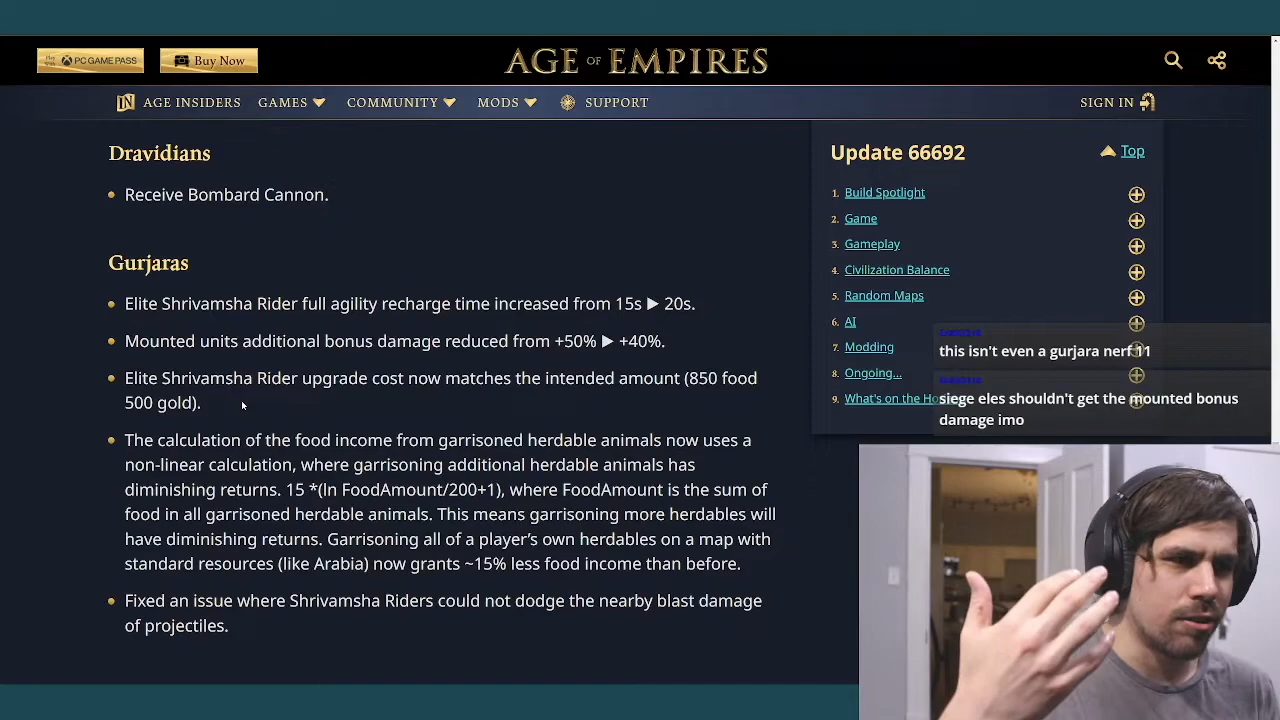 PC GAME PASS
Buy Now
AGE OF EMPIRES
AGE INSIDERS
GAMES
COMMUNITY
MODS
SUPPORT
SIGN IN
Dravidians
Receive Bombard Cannon.
Gurjaras
Elite Shrivamsha Rider full agility recharge time increased from 15s ▶ 20s.
Mounted units additional bonus damage reduced from +50% ▶ +40%.
Elite Shrivamsha Rider upgrade cost now matches the intended amount (850 food
500 gold).
The calculation of the food income from garrisoned herdable animals now uses a
non-linear calculation, where garrisoning additional herdable animals has
diminishing returns. 15 *(ln FoodAmount/200+1), where FoodAmount is the sum of
food in all garrisoned herdable animals. This means garrisoning more herdables will
have diminishing returns. Garrisoning all of a player’s own herdables on a map with
standard resources (like Arabia) now grants ~15% less food income than before.
Fixed an issue where Shrivamsha Riders could not dodge the nearby blast damage
of projectiles.
Update 66692
Top
1. Build Spotlight
2. Game
3. Gameplay
4. Civilization Balance
5. Random Maps
6. AI
7. Modding
8. Ongoing...
9. What's on the Ho
this isn't even a gurjara nerf 11
siege eles shouldn't get the mounted bonus
damage imo